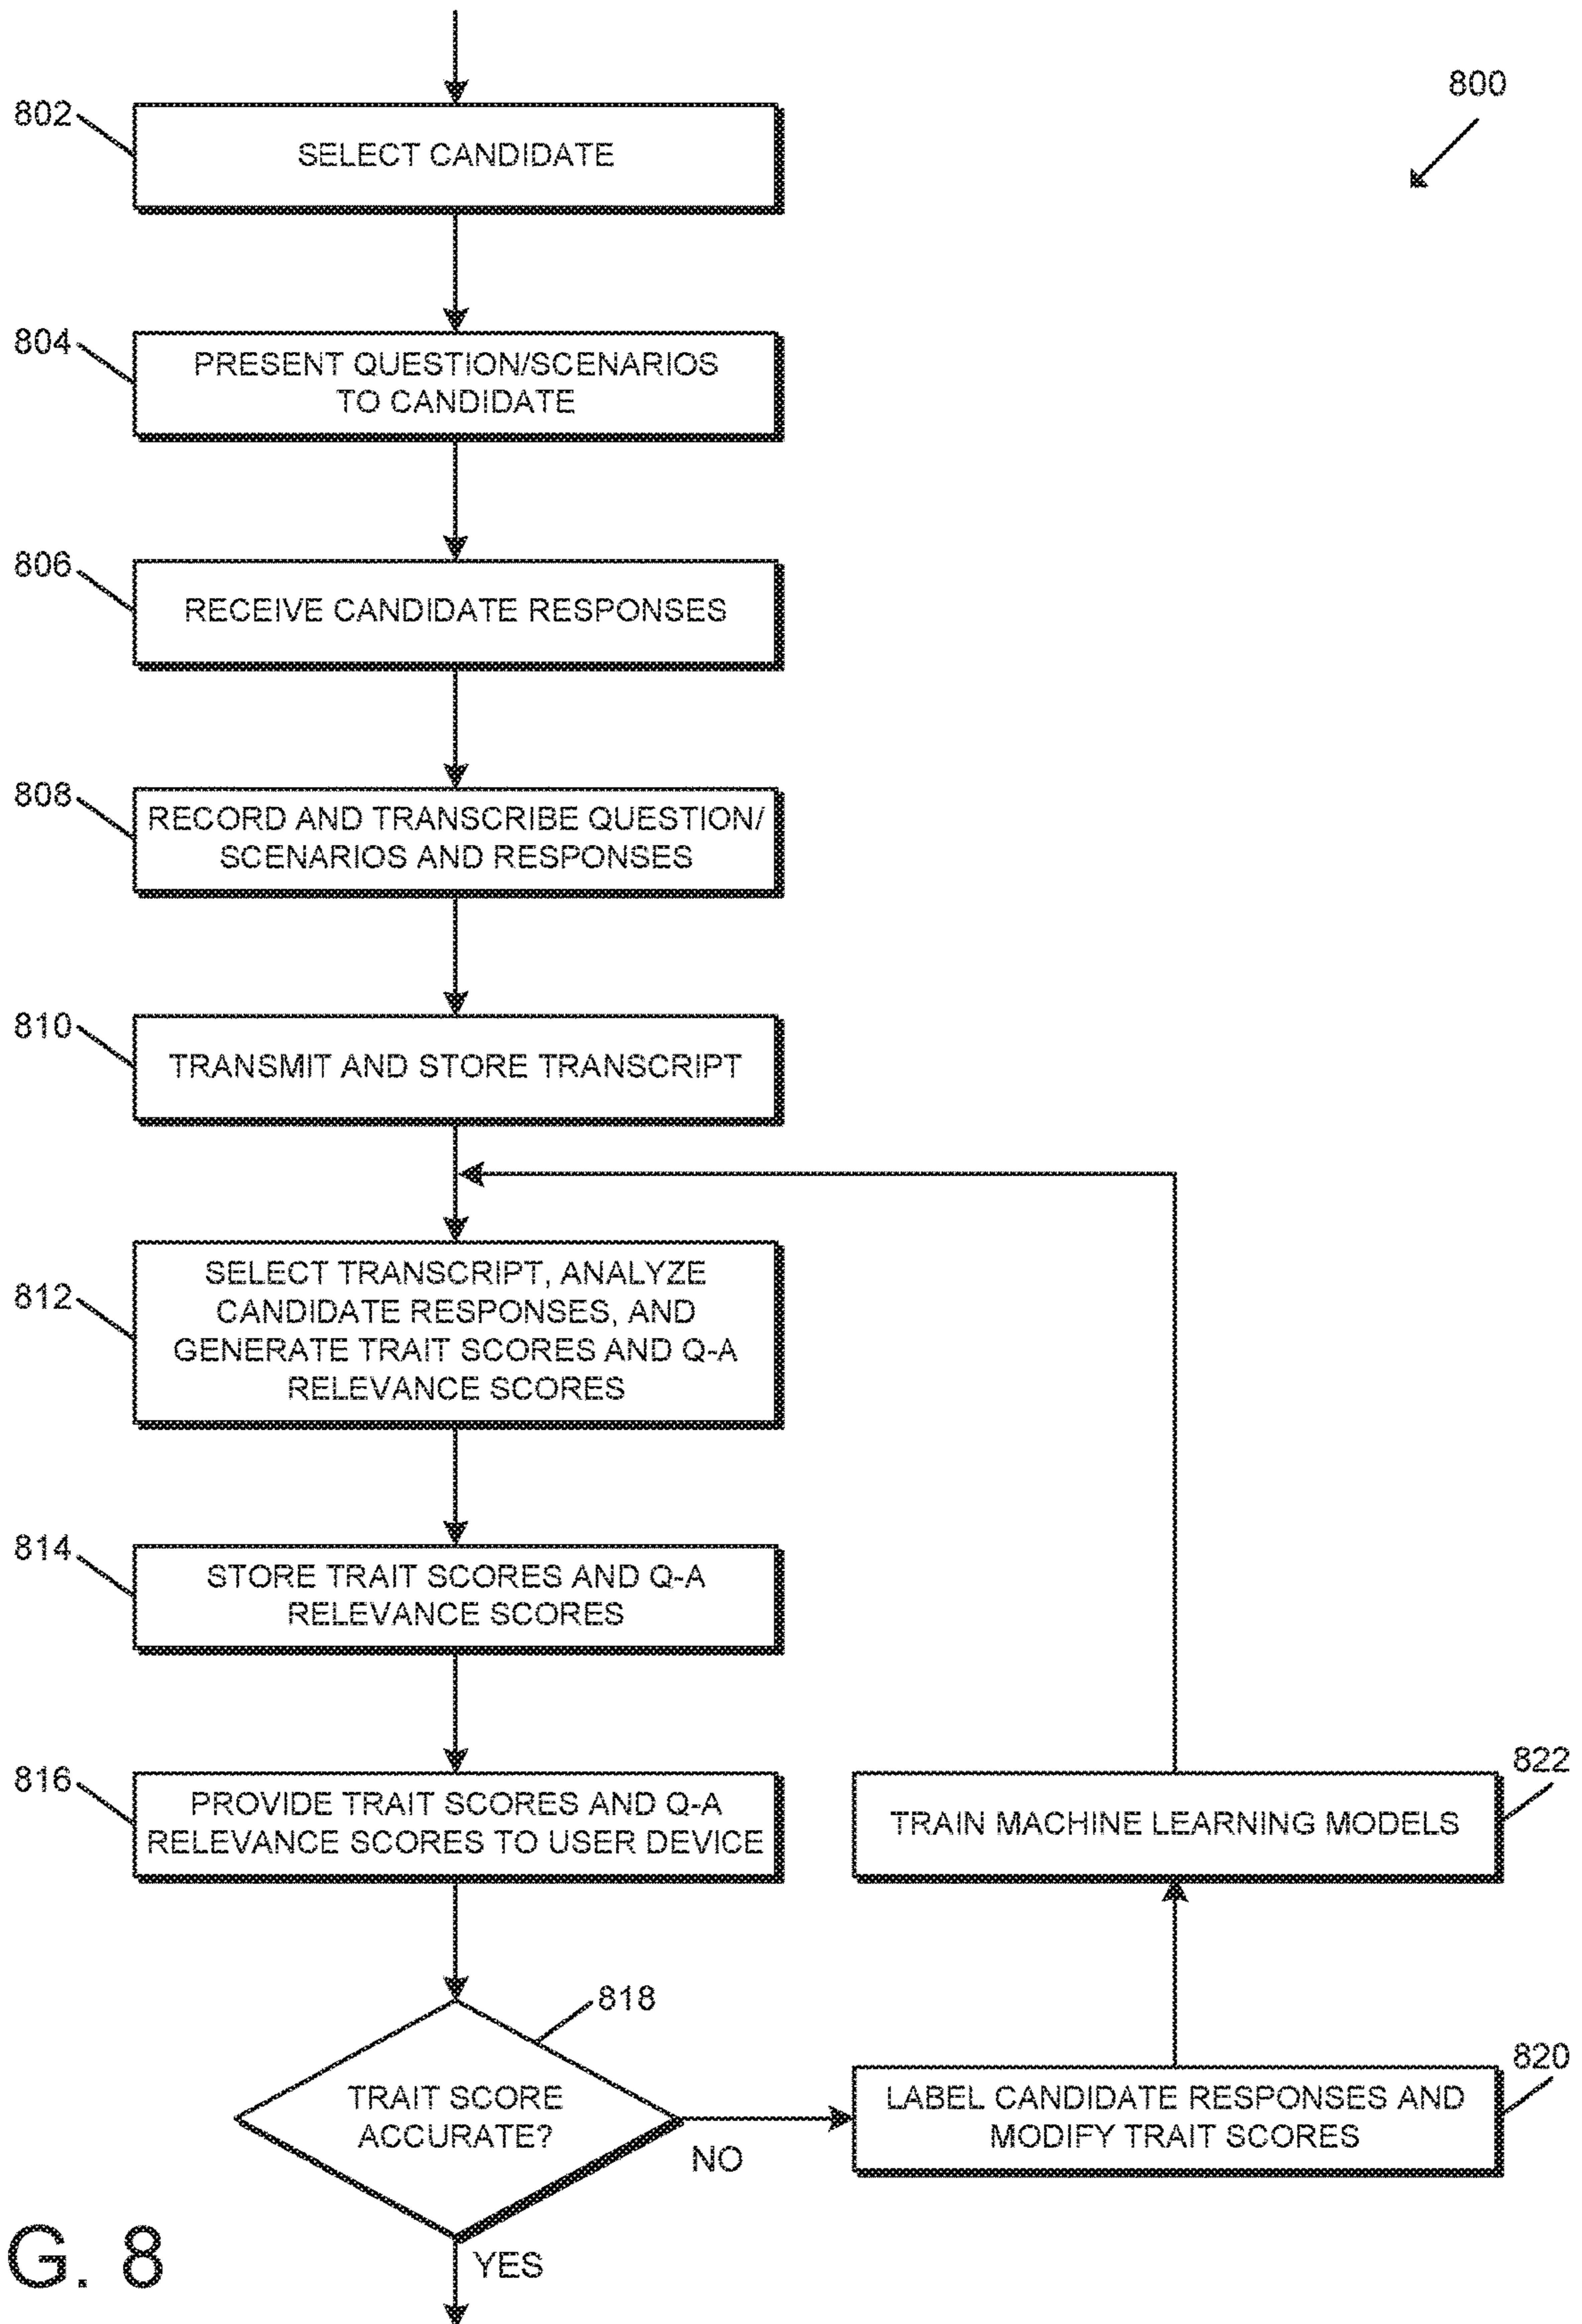 800
802
SELECT CANDIDATE
804
PRESENT QUESTION/SCENARIOS
TO CANDIDATE
806
RECEIVE CANDIDATE RESPONSES
808
RECORD AND TRANSCRIBE QUESTION/
SCENARIOS AND RESPONSES
810
TRANSMIT AND STORE TRANSCRIPT
812
SELECT TRANSCRIPT, ANALYZE
CANDIDATE RESPONSES, AND
GENERATE TRAIT SCORES AND Q-A
RELEVANCE SCORES
814
STORE TRAIT SCORES AND Q-A
RELEVANCE SCORES
816
PROVIDE TRAIT SCORES AND Q-A
RELEVANCE SCORES TO USER DEVICE
822
TRAIN MACHINE LEARNING MODELS
818
TRAIT SCORE
ACCURATE?
NO
820
LABEL CANDIDATE RESPONSES AND
MODIFY TRAIT SCORES
YES
G. 8